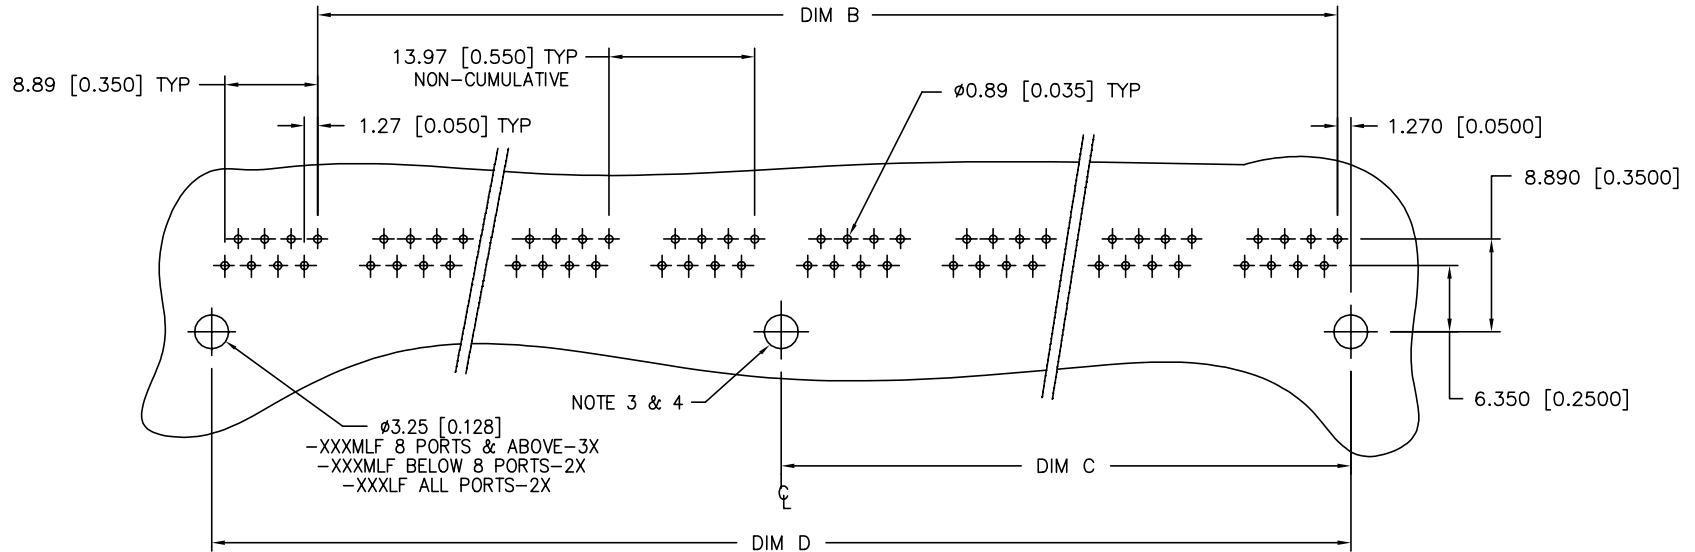 DIM B
13.97 [0.550] TYP
NON-CUMULATIVE
8.89 [0.350] TYP
ø0.89 [0.035] TYP
1.27 [0.050] TYP
1.270 [0.0500]
8.890 [0.3500]
NOTE 3 & 4
6.350 [0.2500]
ø3.25 [0.128]
-XXXMLF 8 PORTS & ABOVE-3X
-XXXMLF BELOW 8 PORTS-2X
-XXXLF ALL PORTS-2X
DIM C
CL
DIM D